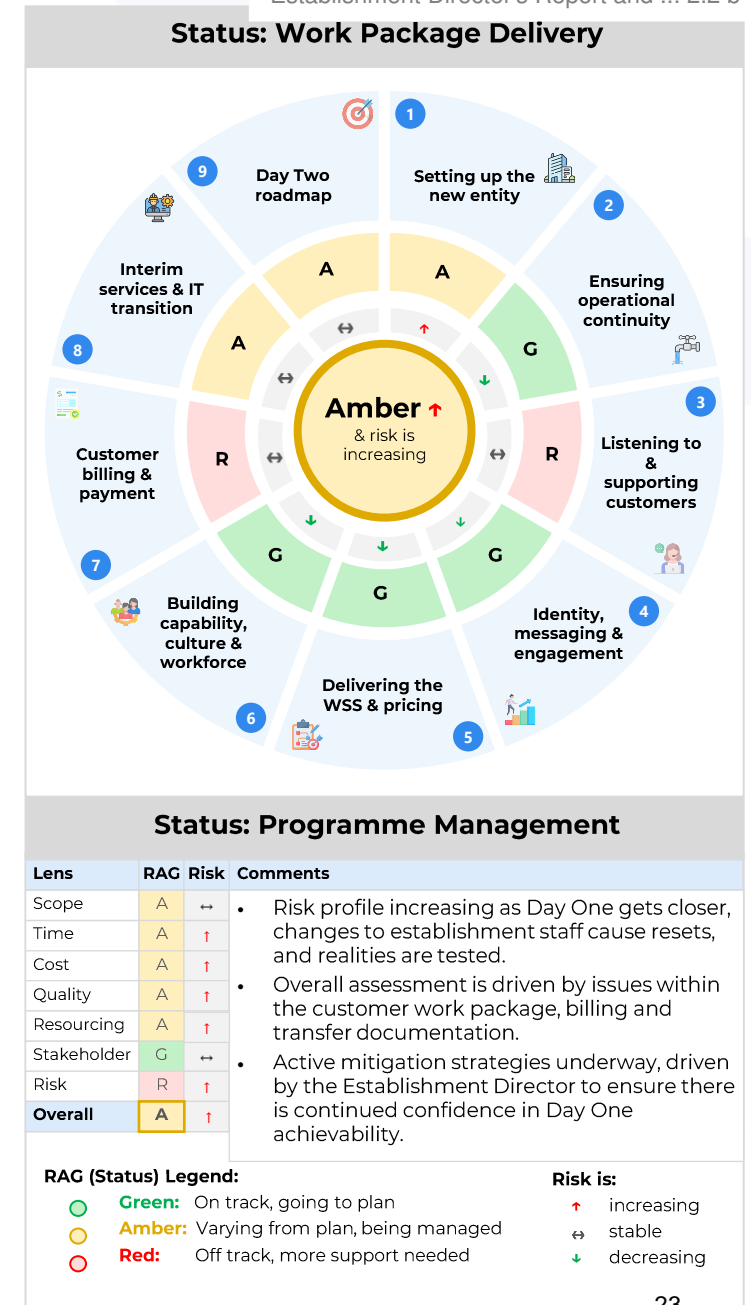 Status: Work Package Delivery
1
Setting up the
new entity
A
↑
2
Ensuring
operational
continuity
G
↓
3
Listening to
&
supporting
customers
R
↔
4
Identity,
messaging &
engagement
G
↓
5
Delivering the
WSS & pricing
G
↓
6
Building
capability,
culture &
workforce
G
↓
7
Customer
billing &
payment
R
↔
8
Interim
services & IT
transition
A
↔
9
Day Two
roadmap
A
↔
Amber ↑
& risk is
increasing
Status: Programme Management
Lens RAG Risk Comments
Scope A ↔
Time A ↑
Cost A ↑
Quality A ↑
Resourcing A ↑
Stakeholder G ↔
Risk R ↑
Overall A ↑
• Risk profile increasing as Day One gets closer,
changes to establishment staff cause resets,
and realities are tested.
• Overall assessment is driven by issues within
the customer work package, billing and
transfer documentation.
• Active mitigation strategies underway, driven
by the Establishment Director to ensure there
is continued confidence in Day One
achievability.
RAG (Status) Legend:
Green: On track, going to plan
Amber: Varying from plan, being managed
Red: Off track, more support needed
Risk is:
↑ increasing
↔ stable
↓ decreasing